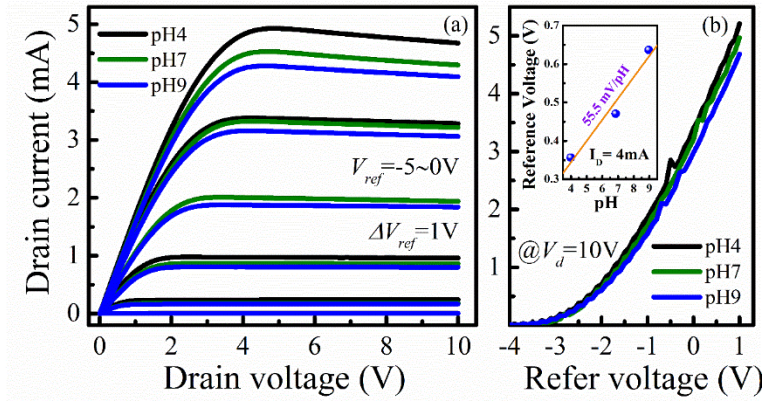 (a)
pH4
pH7
pH9
V_ref=-5~0V
ΔV_ref=1V
5
4
3
2
1
0
Drain current (mA)
0 2 4 6 8 10
Drain voltage (V)
(b)
0.7
0.6
0.5
0.4
0.3
Reference Voltage (V)
55.5 mV/pH
I_D= 4mA
4 5 6 7 8 9
pH
@V_d=10V
pH4
pH7
pH9
5
4
3
2
1
-4 -3 -2 -1 0 1
Refer voltage (V)